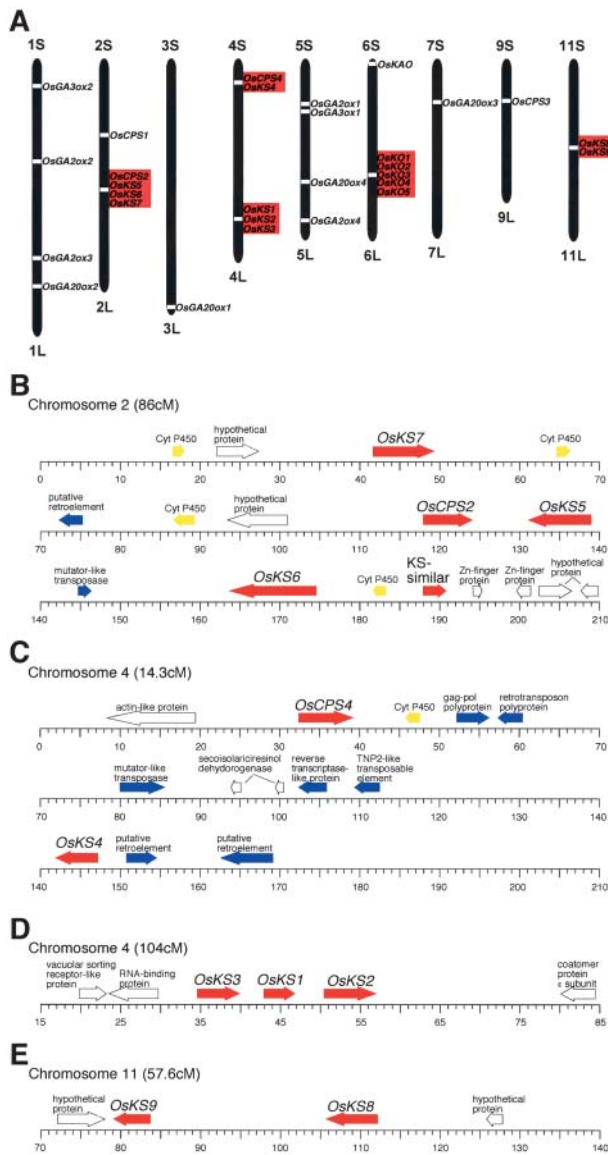 A
1S 2S 3S 4S 5S 6S 7S 9S 11S
OsKAO
OsCPS4
OsKS4
OsGA3ox2
OsGA2ox1
OsGA3ox1
OsGA20ox3
OsCPS3
OsCPS1
OsGA2ox2
OsCPS2
OsKS5
OsKS6
OsKS7
OsKO1
OsKO2
OsKO3
OsKO4
OsKO5
OsGA20ox4
OsKS1
OsKS2
OsKS3
OsGA2ox4
OsGA2ox3
OsGA20ox2
OsGA20ox1
1L 2L 3L 4L 5L 6L 7L 9L 11L
B
Chromosome 2 (86cM)
Cyt P450
hypothetical
protein
OsKS7
Cyt P450
0 10 20 30 40 50 60 70
putative
retroelement
Cyt P450
hypothetical
protein
OsCPS2
OsKS5
70 80 90 100 110 120 130 140
mutator-like
transposase
OsKS6
Cyt P450
KS-
similar
Zn-finger
protein
Zn-finger
protein
hypothetical
protein
140 150 160 170 180 190 200 210
C
Chromosome 4 (14.3cM)
actin-like protein
OsCPS4
Cyt P450
gag-pol
polyprotein
retrotransposon
polyprotein
0 10 20 30 40 50 60 70
mutator-like
transposase
secoisolariciresinol
dehydorogenase
reverse
transcriptase-
like protein
TNP2-like
transposable
element
70 80 90 100 110 120 130 140
OsKS4
putative
retroelement
putative
retroelement
140 150 160 170 180 190 200 210
D
Chromosome 4 (104cM)
vacuolar sorting
receptor-like
protein
RNA-binding
protein
OsKS3
OsKS1
OsKS2
coatomer
protein
ε subunit
15 25 35 45 55 65 75 85
E
Chromosome 11 (57.6cM)
hypothetical
protein
OsKS9
OsKS8
hypothetical
protein
70 80 90 100 110 120 130 140